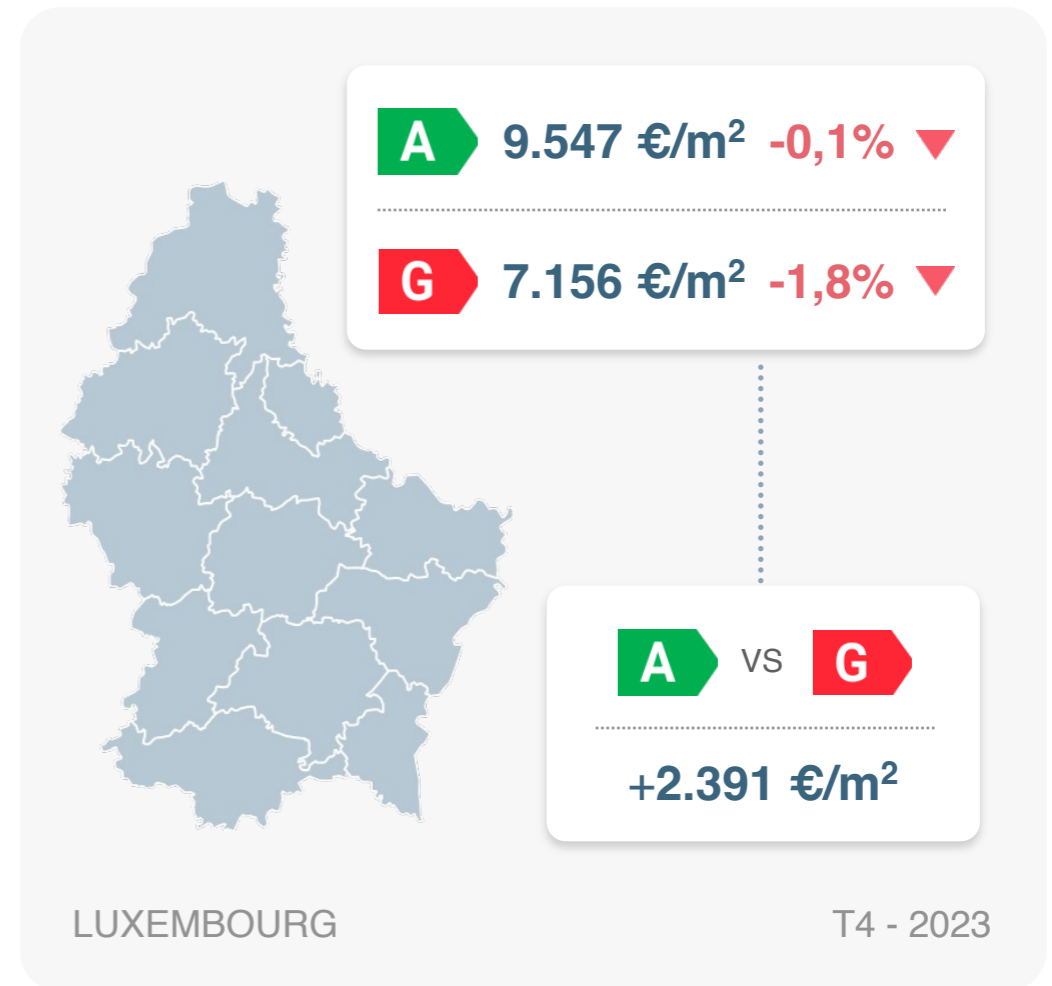 A 9.547 €/m² -0,1%
G 7.156 €/m² -1,8%
A vs G
+2.391 €/m²
LUXEMBOURG
T4 - 2023